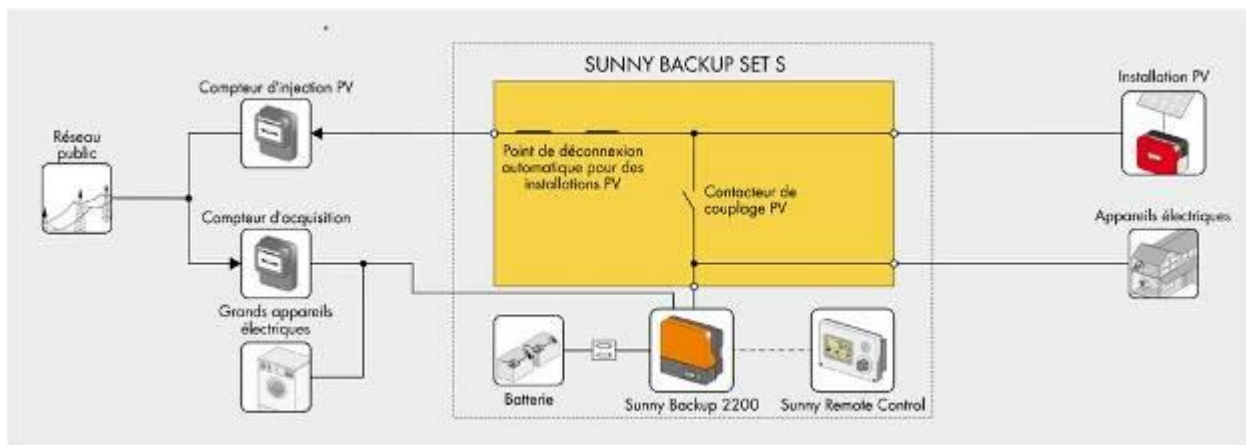 SUNNY BACKUP SET S
Compteur d'injection PV
Installation PV
Réseau
public
Point de déconnexion
automatique pour des
installations PV
Contacteur de
couplage PV
Compteur d'acquisition
Appareils électriques
Grands appareils
électriques
Batterie
Sunny Backup 2200
Sunny Remote Control